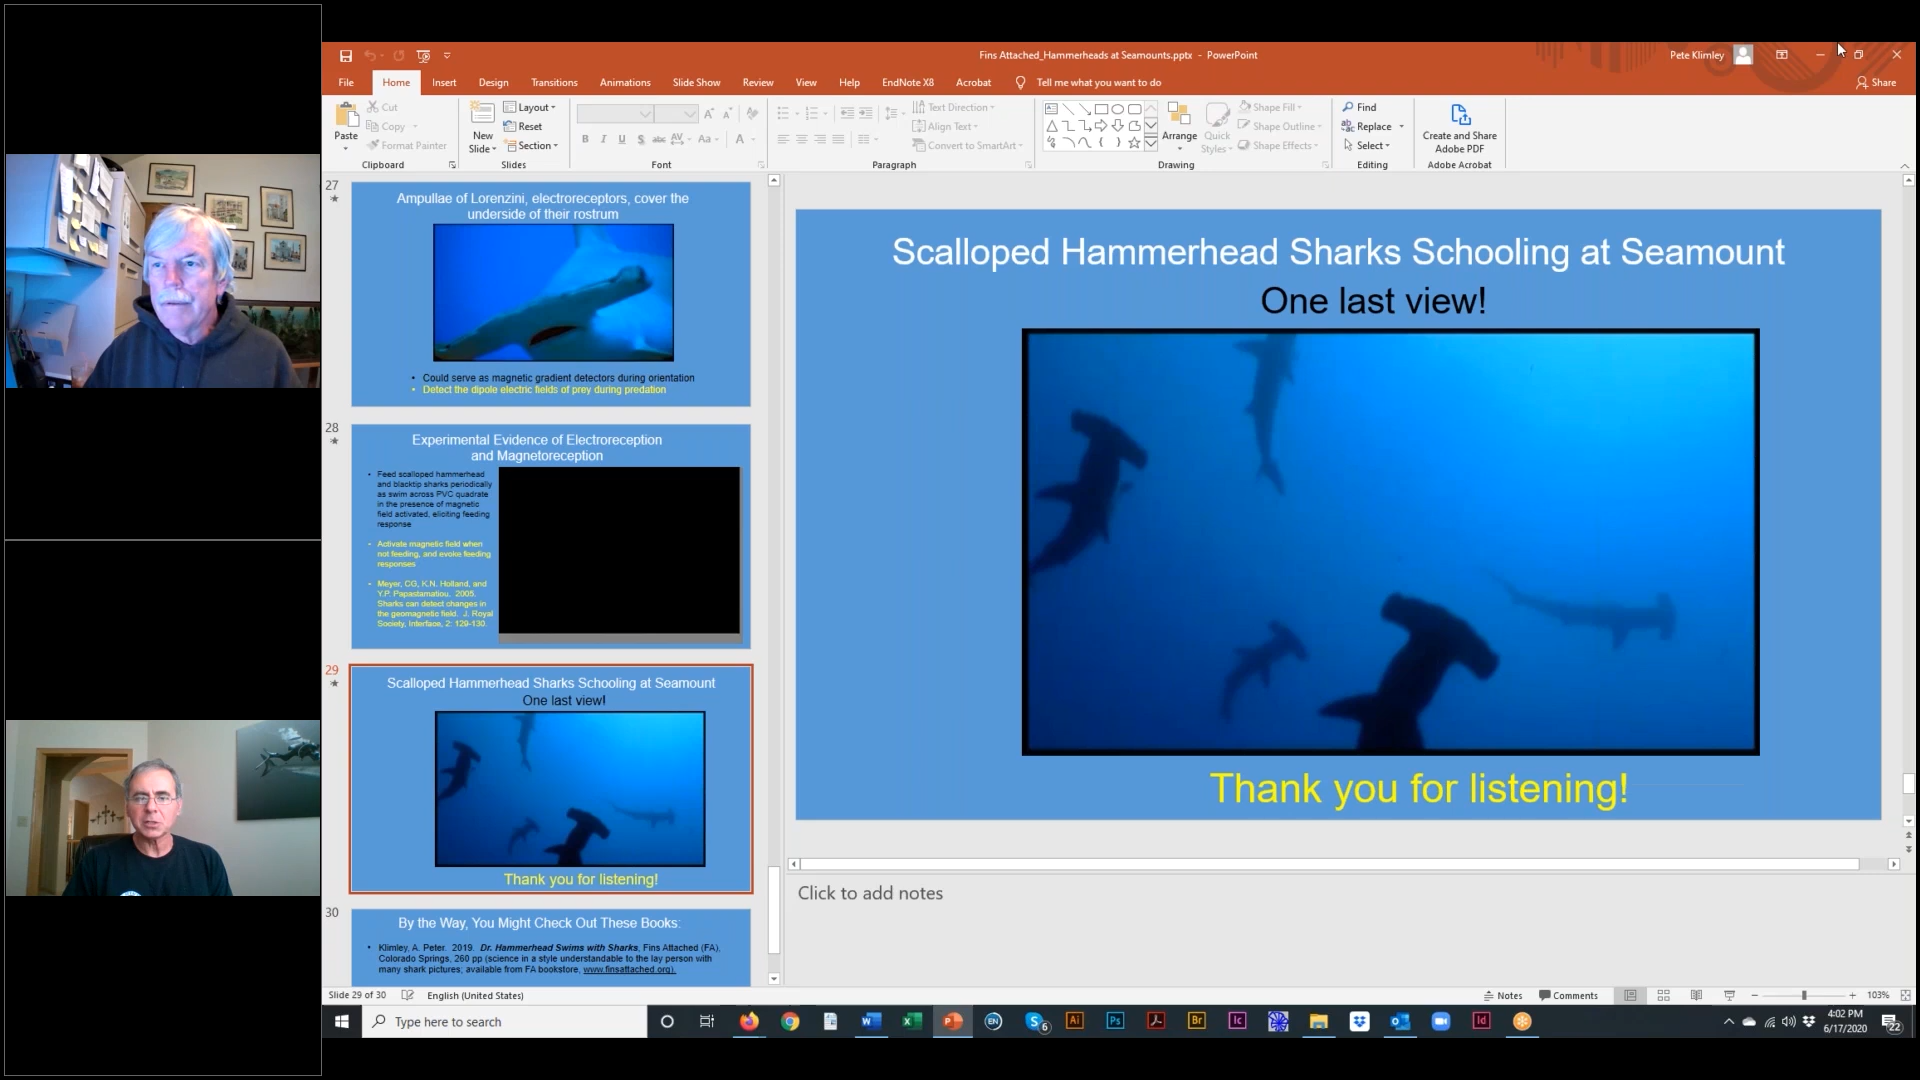 Fins Attached_Hammerheads at Seamounts.pptx - PowerPoint
Pete Klimley
File Home Insert Design Transitions Animations Slide Show Review View Help EndNote X8 Acrobat Tell me what you want to do
Share
Paste
Cut
Copy
Format Painter
Clipboard
New
Slide
Layout
Reset
Section
Slides
B I U S abc AV Aa A
Font
Text Direction
Align Text
Convert to SmartArt
Paragraph
Arrange
Quick
Styles
Shape Fill
Shape Outline
Shape Effects
Drawing
Find
Replace
Select
Editing
Create and Share
Adobe PDF
Adobe Acrobat
27
Ampullae of Lorenzini, electroreceptors, cover the
underside of their rostrum
• Could serve as magnetic gradient detectors during orientation
• Detect the dipole electric fields of prey during predation
28
Experimental Evidence of Electroreception
and Magnetoreception
• Feed scalloped hammerhead
and blacktip sharks periodically
as swim across PVC quadrate
in the presence of magnetic
field activated, eliciting feeding
response
• Activate magnetic field when
not feeding, and evoke feeding
responses
• Meyer, CG, K.N. Holland, and
Y.P. Papastamatiou. 2005.
Sharks can detect changes in
the geomagnetic field. J. Royal
Society, Interface, 2: 129-130.
29
Scalloped Hammerhead Sharks Schooling at Seamount
One last view!
Thank you for listening!
30
By the Way, You Might Check Out These Books:
• Klimley, A. Peter. 2019. Dr. Hammerhead Swims with Sharks, Fins Attached (FA),
Colorado Springs, 260 pp (science in a style understandable to the lay person with
many shark pictures; available from FA bookstore, www.finsattached.org).
Scalloped Hammerhead Sharks Schooling at Seamount
One last view!
Thank you for listening!
Click to add notes
Slide 29 of 30 English (United States)
Notes Comments
103%
Type here to search
EN
S 6
Ai
Ps
Br
Ic
Id
4:02 PM
6/17/2020
22